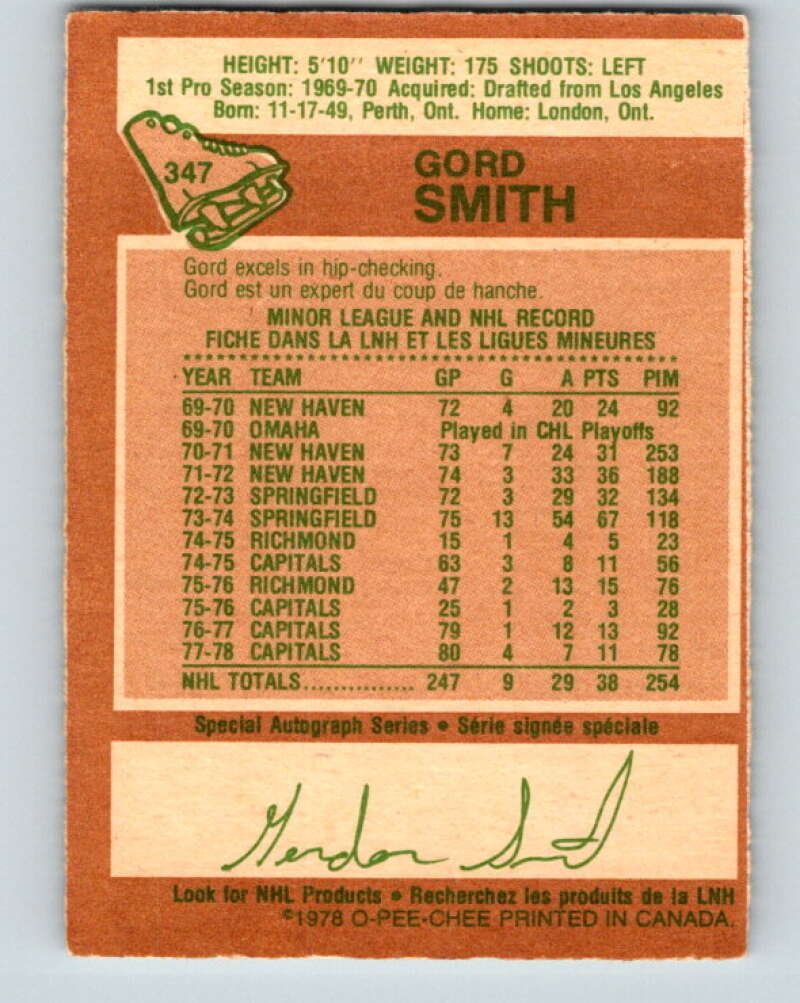 HEIGHT: 5'10'' WEIGHT: 175 SHOOTS: LEFT
1st Pro Season: 1969-70 Acquired: Drafted from Los Angeles
Born: 11-17-49, Perth, Ont. Home: London, Ont.
347
GORD
SMITH
Gord excels in hip-checking.
Gord est un expert du coup de hanche.
MINOR LEAGUE AND NHL RECORD
FICHE DANS LA LNH ET LES LIGUES MINEURES
YEAR TEAM GP G A PTS PIM
69-70 NEW HAVEN 72 4 20 24 92
69-70 OMAHA Played in CHL Playoffs
70-71 NEW HAVEN 73 7 24 31 253
71-72 NEW HAVEN 74 3 33 36 188
72-73 SPRINGFIELD 72 3 29 32 134
73-74 SPRINGFIELD 75 13 54 67 118
74-75 RICHMOND 15 1 4 5 23
74-75 CAPITALS 63 3 8 11 56
75-76 RICHMOND 47 2 13 15 76
75-76 CAPITALS 25 1 2 3 28
76-77 CAPITALS 79 1 12 13 92
77-78 CAPITALS 80 4 7 11 78
NHL TOTALS............... 247 9 29 38 254
Special Autograph Series • Série signée spéciale
Gordon Smith
Look for NHL Products • Recherchez les produits de la LNH
©1978 O-PEE-CHEE PRINTED IN CANADA.